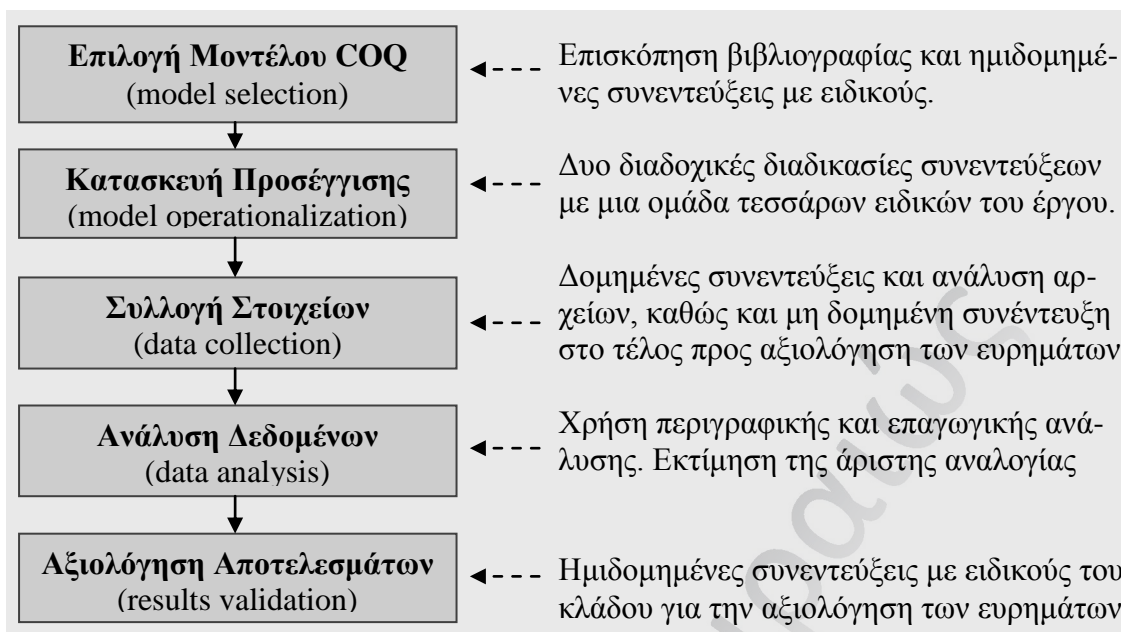 Επιλογή Μοντέλου COQ
(model selection)
Επισκόπηση βιβλιογραφίας και ημιδομημέ-
νες συνεντεύξεις με ειδικούς.
Κατασκευή Προσέγγισης
(model operationalization)
Δυο διαδοχικές διαδικασίες συνεντεύξεων
με μια ομάδα τεσσάρων ειδικών του έργου.
Συλλογή Στοιχείων
(data collection)
Δομημένες συνεντεύξεις και ανάλυση αρ-
χείων, καθώς και μη δομημένη συνέντευξη
στο τέλος προς αξιολόγηση των ευρημάτων
Ανάλυση Δεδομένων
(data analysis)
Χρήση περιγραφικής και επαγωγικής ανά-
λυσης. Εκτίμηση της άριστης αναλογίας
Αξιολόγηση Αποτελεσμάτων
(results validation)
Ημιδομημένες συνεντεύξεις με ειδικούς του
κλάδου για την αξιολόγηση των ευρημάτων